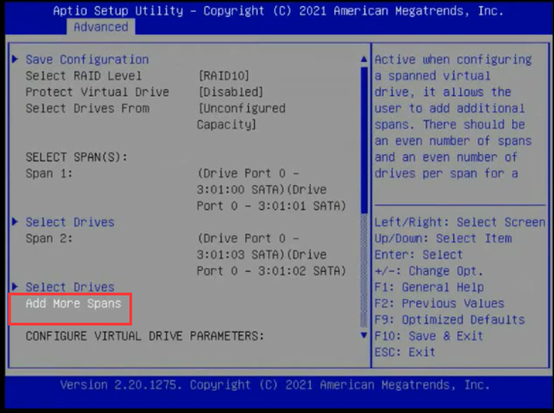 Aptio Setup Utility - Copyright (C) 2021 American Megatrends, Inc.
Advanced
Save Configuration
Select RAID Level [RAID10]
Protect Virtual Drive [Disabled]
Select Drives From [Unconfigured
Capacity]
SELECT SPAN(S):
Span 1: (Drive Port 0 -
3:01:00 SATA)(Drive
Port 0 - 3:01:01 SATA)
Select Drives
Span 2: (Drive Port 0 -
3:01:03 SATA)(Drive
Port 0 - 3:01:02 SATA)
Select Drives
Add More Spans
CONFIGURE VIRTUAL DRIVE PARAMETERS:
Active when configuring
a spanned virtual
drive, it allows the
user to add additional
spans. There should be
an even number of spans
and an even number of
drives per span for a
Left/Right: Select Screen
Up/Down: Select Item
Enter: Select
+/-: Change Opt.
F1: General Help
F2: Previous Values
F9: Optimized Defaults
F10: Save & Exit
ESC: Exit
Version 2.20.1275. Copyright (C) 2021 American Megatrends, Inc.